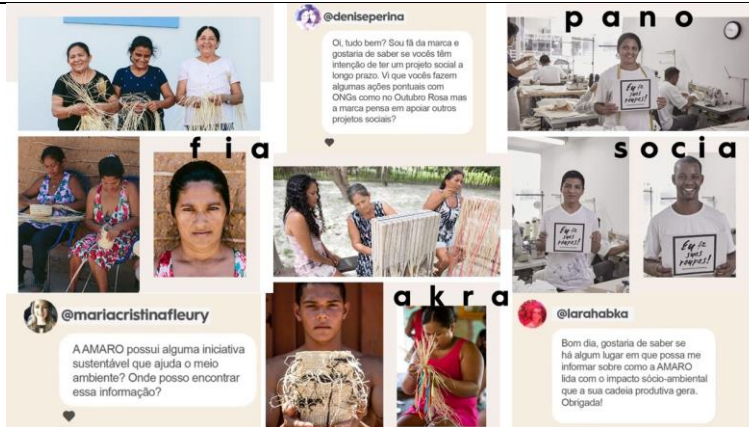 @deniseperina
Oi, tudo bem? Sou fã da marca e
gostaria de saber se vocês têm
intenção de ter um projeto social a
longo prazo. Vi que vocês fazem
algumas ações pontuais com
ONGs como no Outubro Rosa mas
a marca pensa em apoiar outros
projetos sociais?
pano
Eu fiz
suas
roupas!
fia
socia
Eu fiz
suas
roupas!
Eu fiz
suas
roupas!
akra
@mariacristinafleury
A AMARO possui alguma iniciativa
sustentável que ajuda o meio
ambiente? Onde posso encontrar
essa informação?
@larahabka
Bom dia, gostaria de saber se
há algum lugar em que possa me
informar sobre como a AMARO
lida com o impacto sócio-ambiental
que a sua cadeia produtiva gera.
Obrigada!